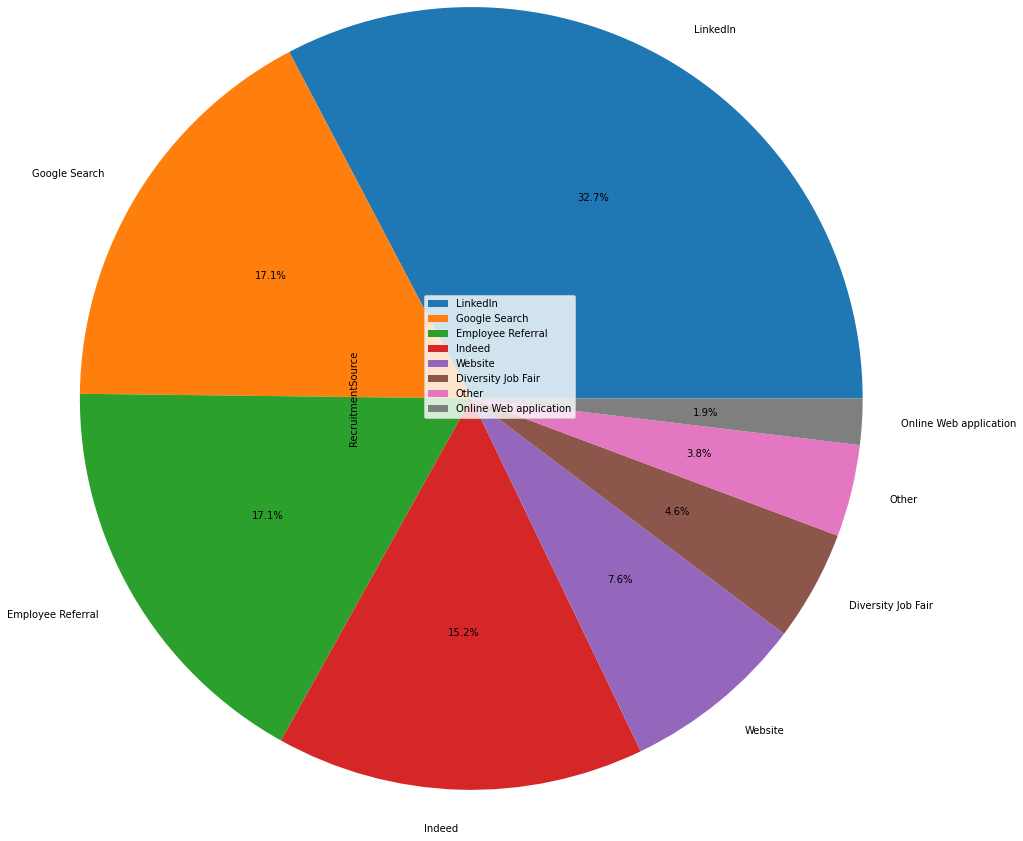 LinkedIn
Google Search
32.7%
17.1%
LinkedIn
Google Search
Employee Referral
Indeed
Website
Diversity Job Fair
Other
Online Web application
RecruitmentSource
1.9%
Online Web application
3.8%
Other
4.6%
17.1%
7.6%
Diversity Job Fair
Employee Referral
15.2%
Website
Indeed